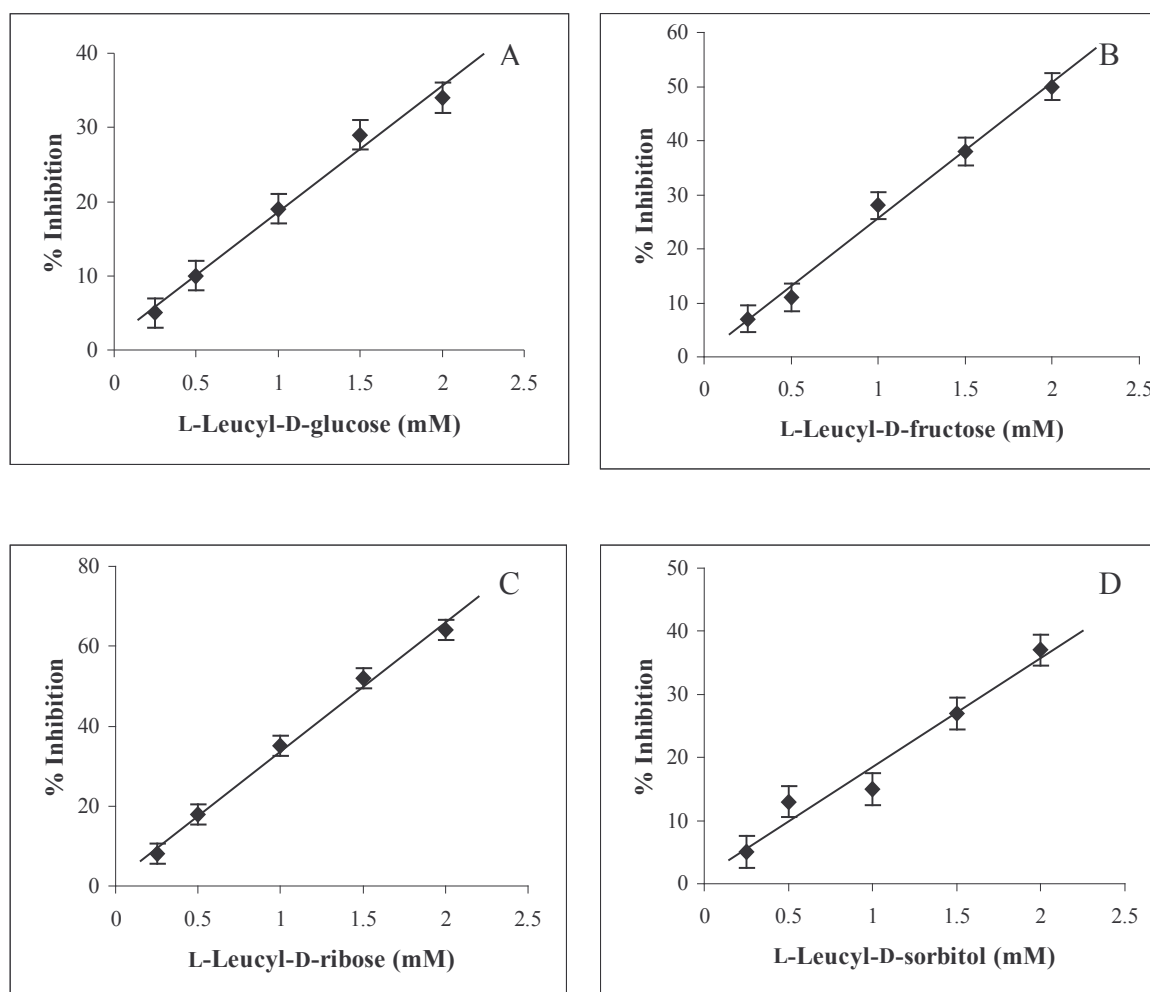 A
% Inhibition
40
30
20
10
0
0 0.5 1 1.5 2 2.5
L-Leucyl-D-glucose (mM)
B
% Inhibition
60
50
40
30
20
10
0
0 0.5 1 1.5 2 2.5
L-Leucyl-D-fructose (mM)
C
% Inhibition
80
60
40
20
0
0 0.5 1 1.5 2 2.5
L-Leucyl-D-ribose (mM)
D
% Inhibition
50
40
30
20
10
0
0 0.5 1 1.5 2 2.5
L-Leucyl-D-sorbitol (mM)